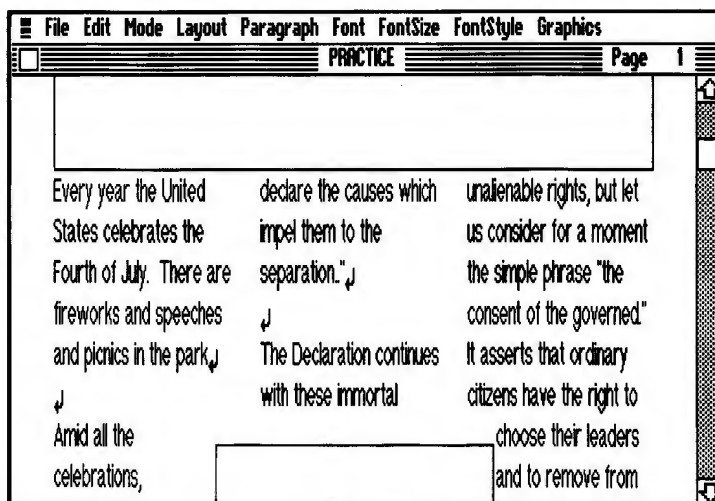 File Edit Mode Layout Paragraph Font FontSize FontStyle Graphics
PRACTICE Page 1
Every year the United
States celebrates the
Fourth of July. There are
fireworks and speeches
and picnics in the park↵
↵
Amid all the
celebrations,
declare the causes which
impel them to the
separation."↵
↵
The Declaration continues
with these immortal
unalienable rights, but let
us consider for a moment
the simple phrase "the
consent of the governed."
It asserts that ordinary
citizens have the right to
choose their leaders
and to remove from